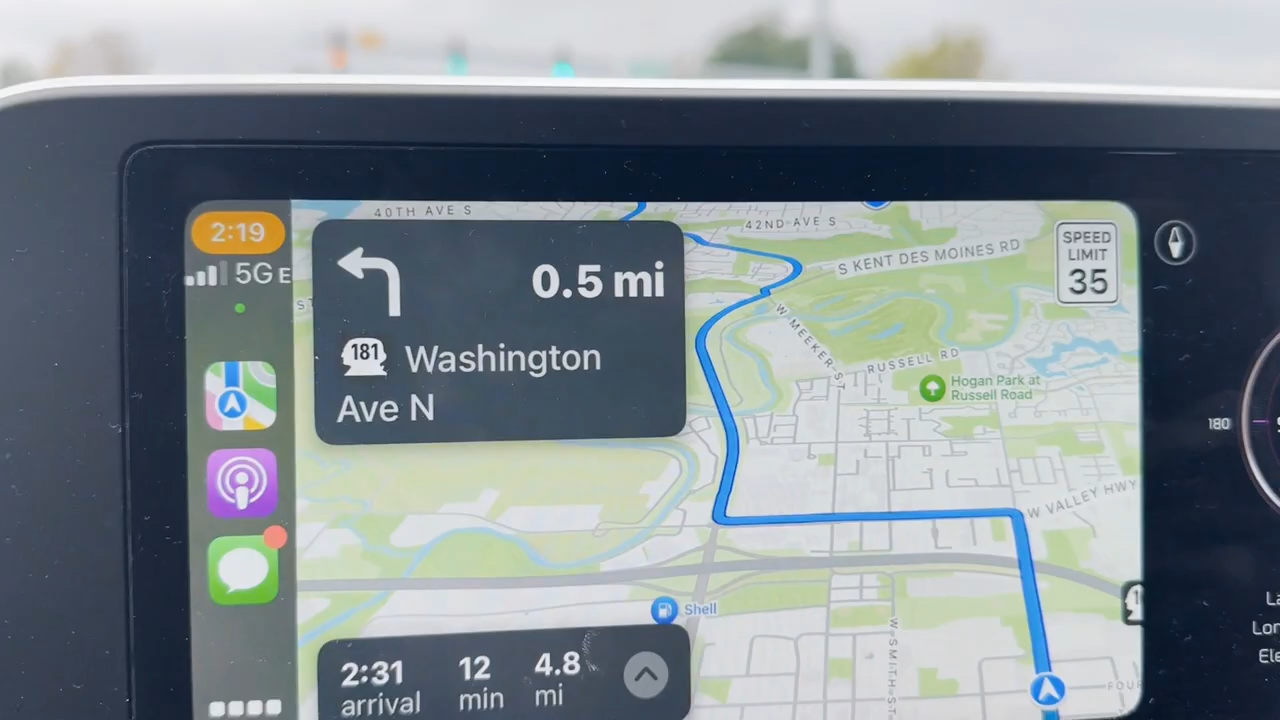 40TH AVE S
42ND AVE S
2:19
5G E
0.5 mi
S KENT DES MOINES RD
SPEED
LIMIT
35
181 Washington
Ave N
W MEEKER ST
RUSSELL RD
Hogan Park at
Russell Road
180
W VALLEY HWY
Shell
W SMITH ST
2:31
arrival
12
min
4.8
mi